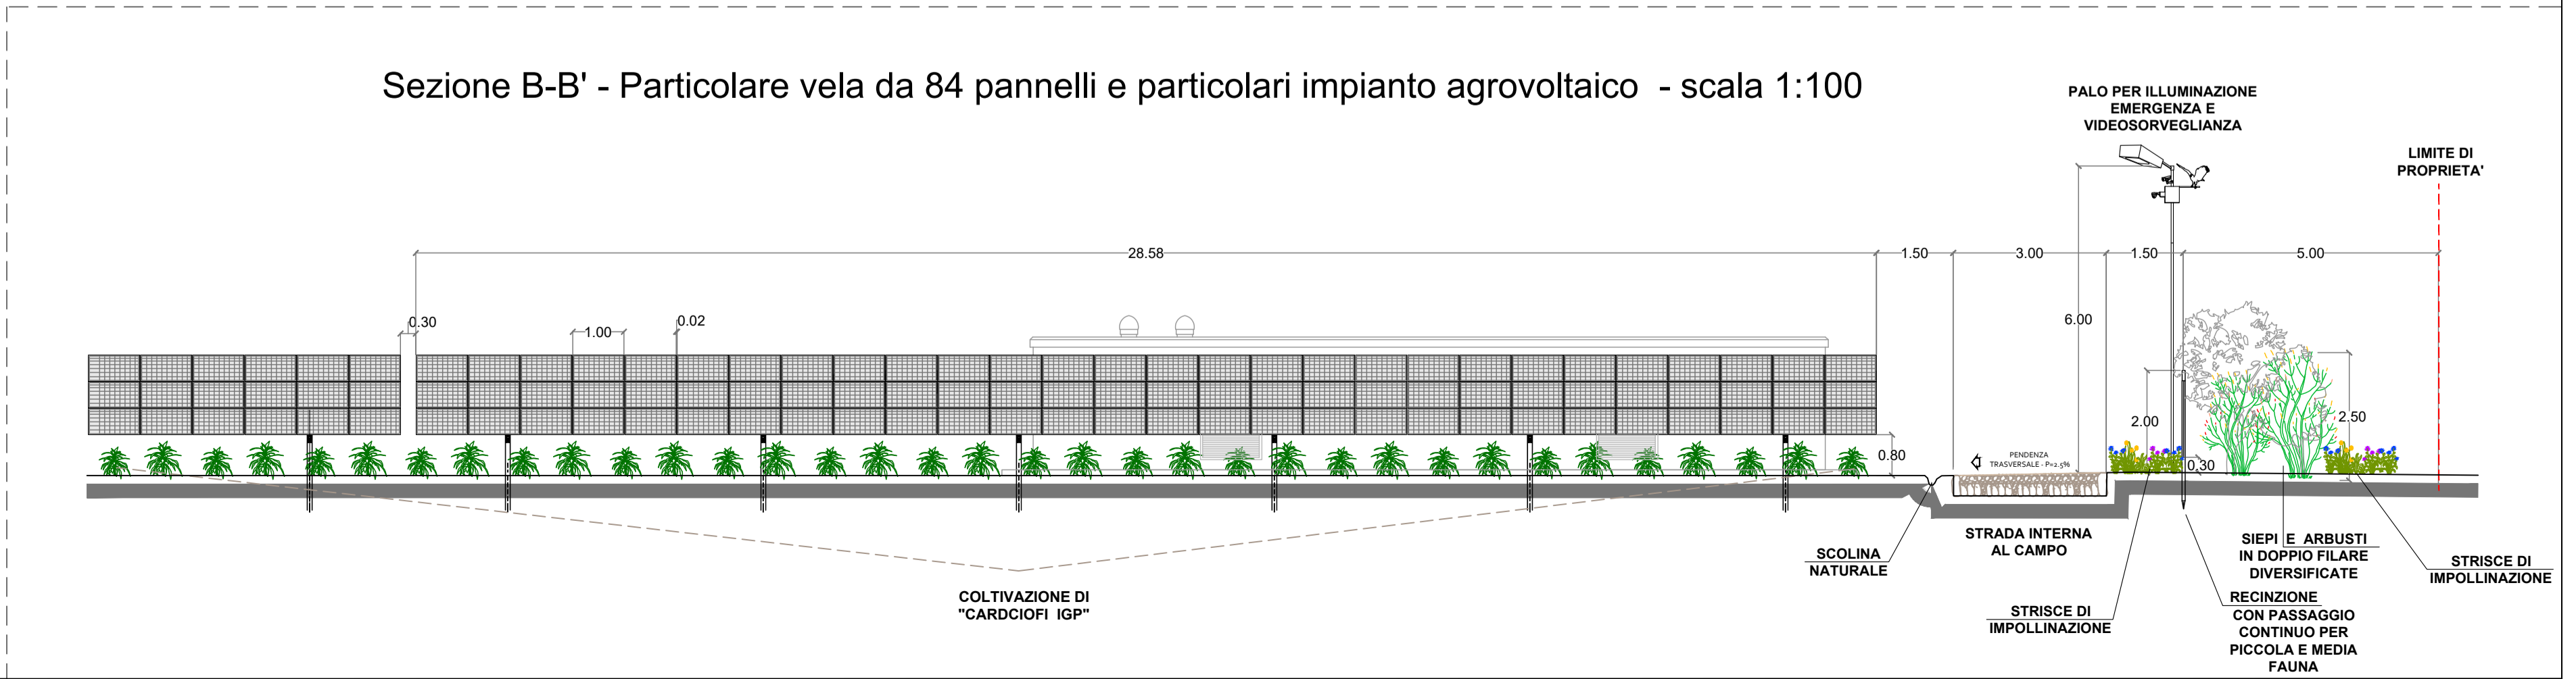 Sezione B-B' - Particolare vela da 84 pannelli e particolari impianto agrovoltaico - scala 1:100
PALO PER ILLUMINAZIONE
EMERGENZA E
VIDEOSORVEGLIANZA
LIMITE DI
PROPRIETA'
28.58
1.50
3.00
1.50
5.00
0.30
1.00
0.02
6.00
2.00
2.50
0.80
0.30
PENDENZA
TRASVERSALE - P=2.5%
STRADA INTERNA
AL CAMPO
SCOLINA
NATURALE
COLTIVAZIONE DI
"CARDCIOFI IGP"
STRISCE DI
IMPOLLINAZIONE
SIEPI E ARBUSTI
IN DOPPIO FILARE
DIVERSIFICATE
RECINZIONE
CON PASSAGGIO
CONTINUO PER
PICCOLA E MEDIA
FAUNA
STRISCE DI
IMPOLLINAZIONE